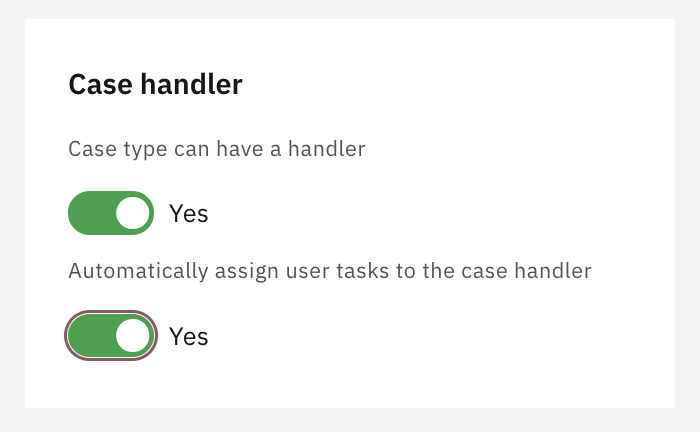 Case handler
Case type can have a handler
Yes
Automatically assign user tasks to the case handler
Yes